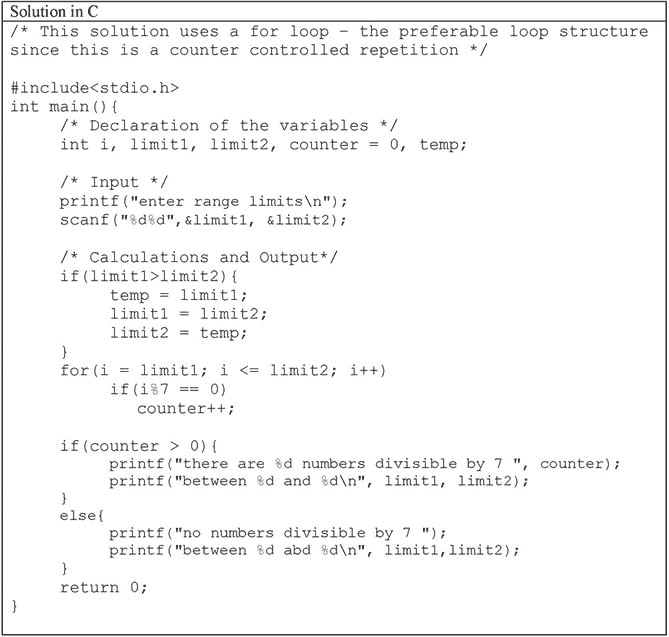 Solution in C
/* This solution uses a for loop – the preferable loop structure
since this is a counter controlled repetition */
#include<stdio.h>
int main(){
/* Declaration of the variables */
int i, limit1, limit2, counter = 0, temp;
/* Input */
printf("enter range limits\n");
scanf("%d%d",&limit1, &limit2);
/* Calculations and Output*/
if(limit1>limit2){
temp = limit1;
limit1 = limit2;
limit2 = temp;
}
for(i = limit1; i <= limit2; i++)
if(i%7 == 0)
counter++;
if(counter > 0){
printf("there are %d numbers divisible by 7 ", counter);
printf("between %d and %d\n", limit1, limit2);
}
else{
printf("no numbers divisible by 7 ");
printf("between %d abd %d\n", limit1,limit2);
}
return 0;
}